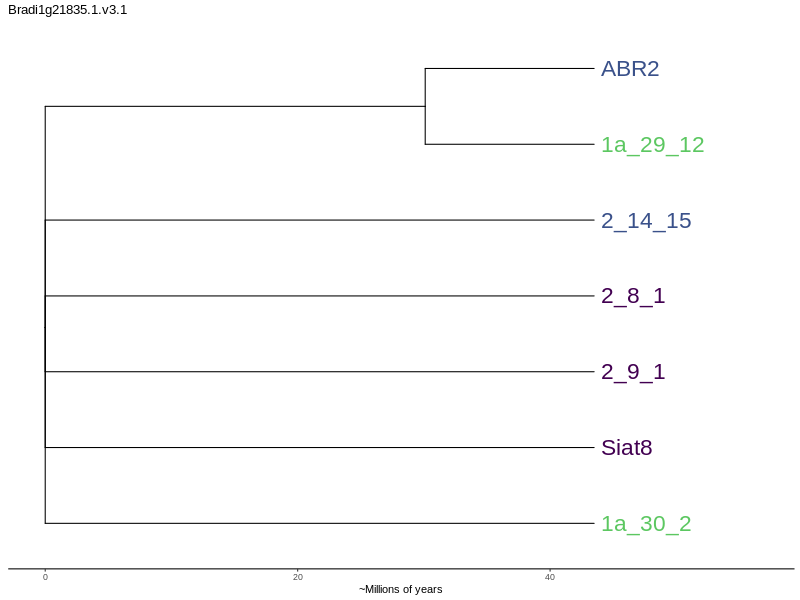 Bradi1g21835.1.v3.1
ABR2
1a_29_12
2_14_15
2_8_1
2_9_1
Siat8
1a_30_2
0 20 40
~Millions of years